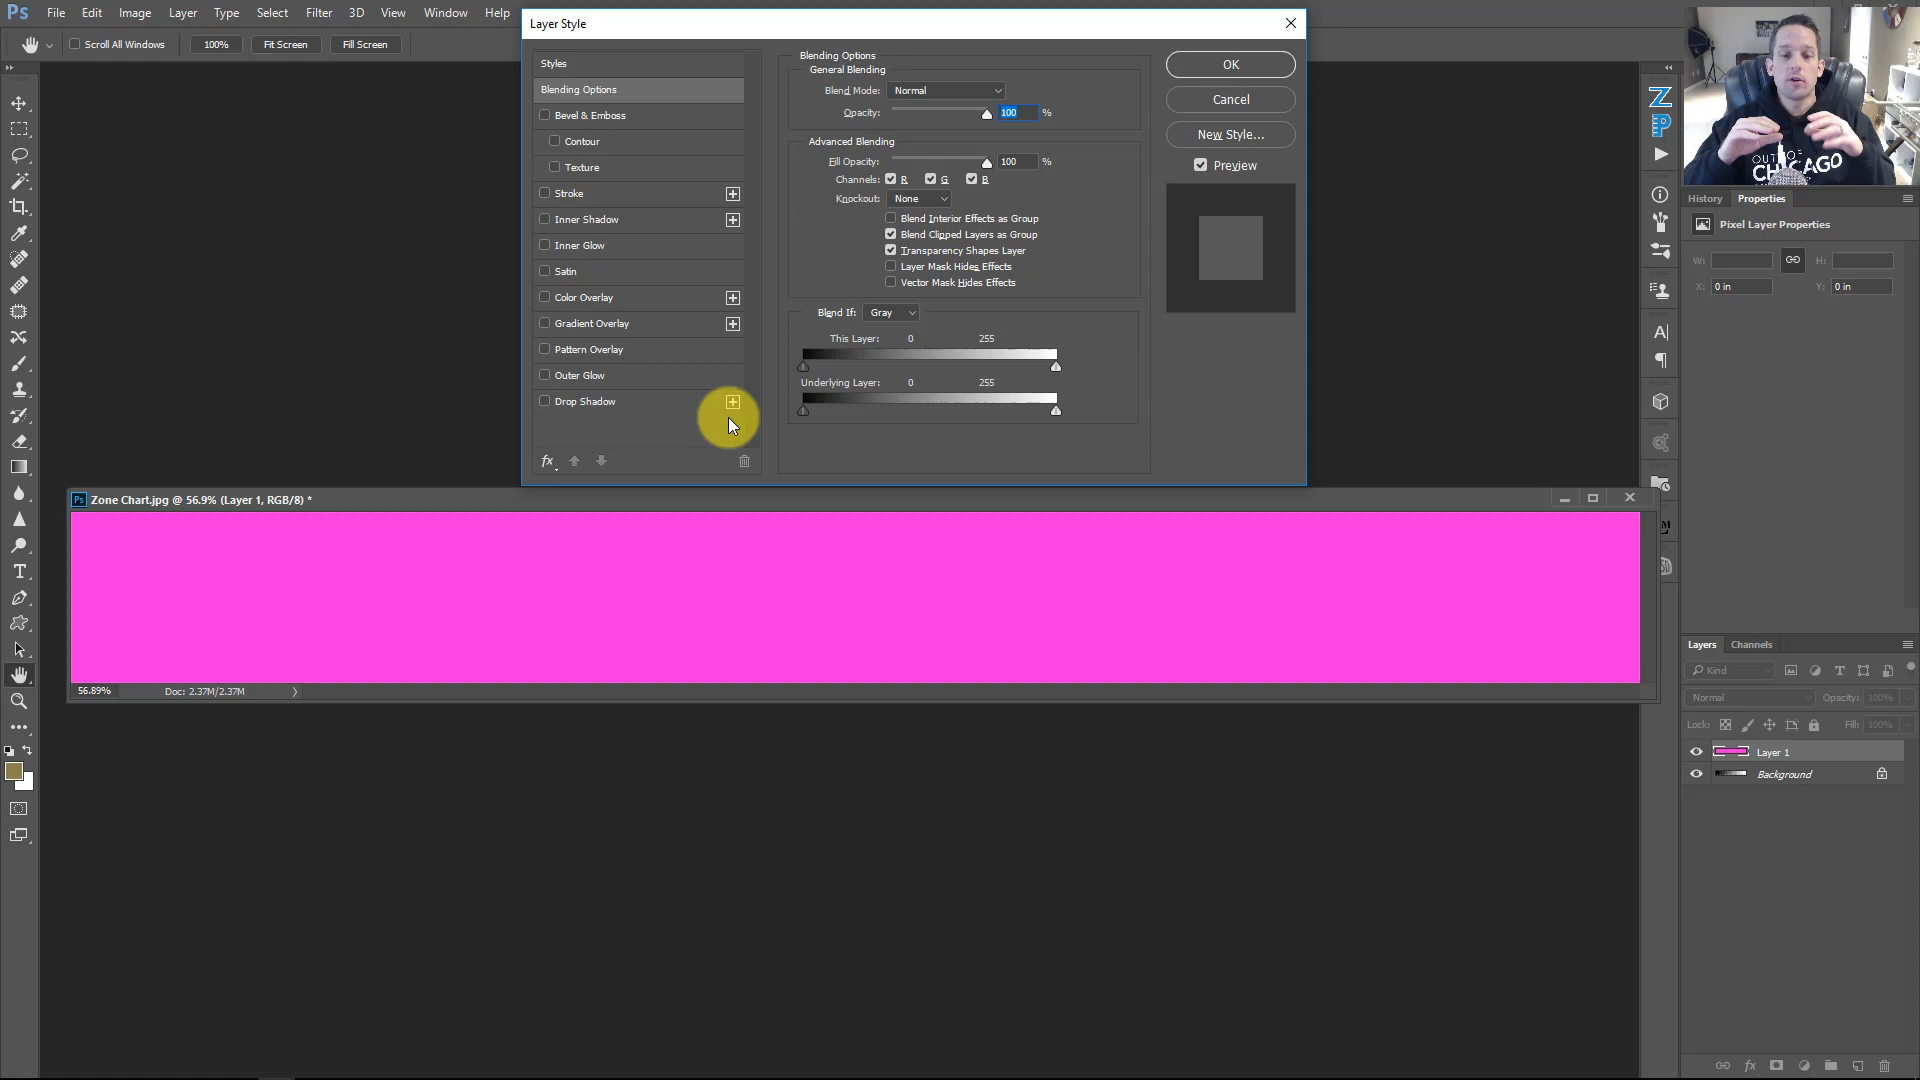 Ps File Edit Image Layer Type Select Filter 3D View Window Help
Scroll All Windows 100% Fit Screen Fill Screen
Layer Style
Styles
Blending Options
Bevel & Emboss
Contour
Texture
Stroke
Inner Shadow
Inner Glow
Satin
Color Overlay
Gradient Overlay
Pattern Overlay
Outer Glow
Drop Shadow
fx
Blending Options
General Blending
Blend Mode: Normal
Opacity: 100 %
Advanced Blending
Fill Opacity: 100 %
Channels: R G B
Knockout: None
Blend Interior Effects as Group
Blend Clipped Layers as Group
Transparency Shapes Layer
Layer Mask Hides Effects
Vector Mask Hides Effects
Blend If: Gray
This Layer: 0 255
Underlying Layer: 0 255
OK
Cancel
New Style...
Preview
OUT OF
CHICAGO
History Properties
Pixel Layer Properties
W: H:
X: 0 in Y: 0 in
Ps Zone Chart.jpg @ 56.9% (Layer 1, RGB/8) *
56.89% Doc: 2.37M/2.37M
Layers Channels
Kind
Normal Opacity: 100%
Lock: Fill: 100%
Layer 1
Background
fx